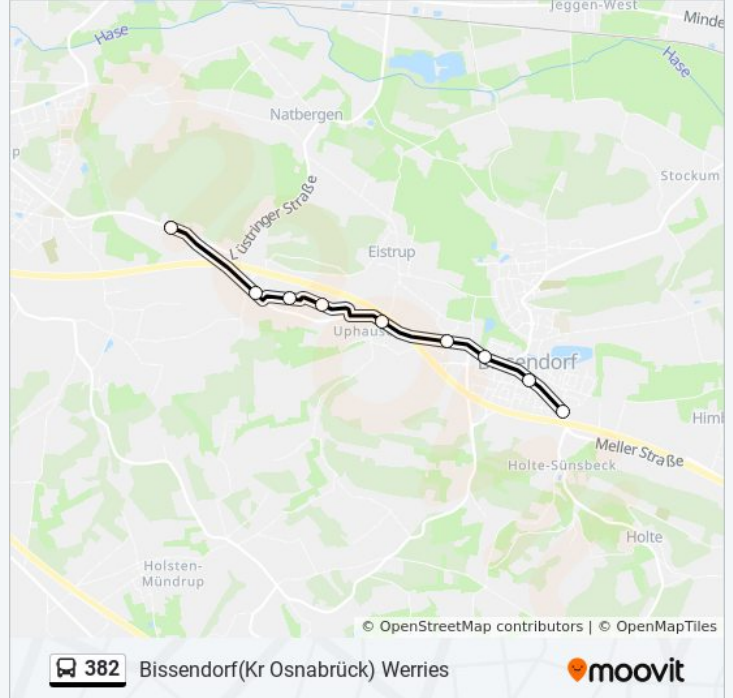 Jeggen-West
Minde
Hase
Hase
Natbergen
p
Stockum
Lüstringer Straße
Eistrup
Uphaus
Bissendorf
Himb
Meller Straße
Holte-Sünsbeck
Holte
Holsten-
Mündrup
© OpenStreetMap contributors | © OpenMapTiles
382 Bissendorf(Kr Osnabrück) Werries
moovit